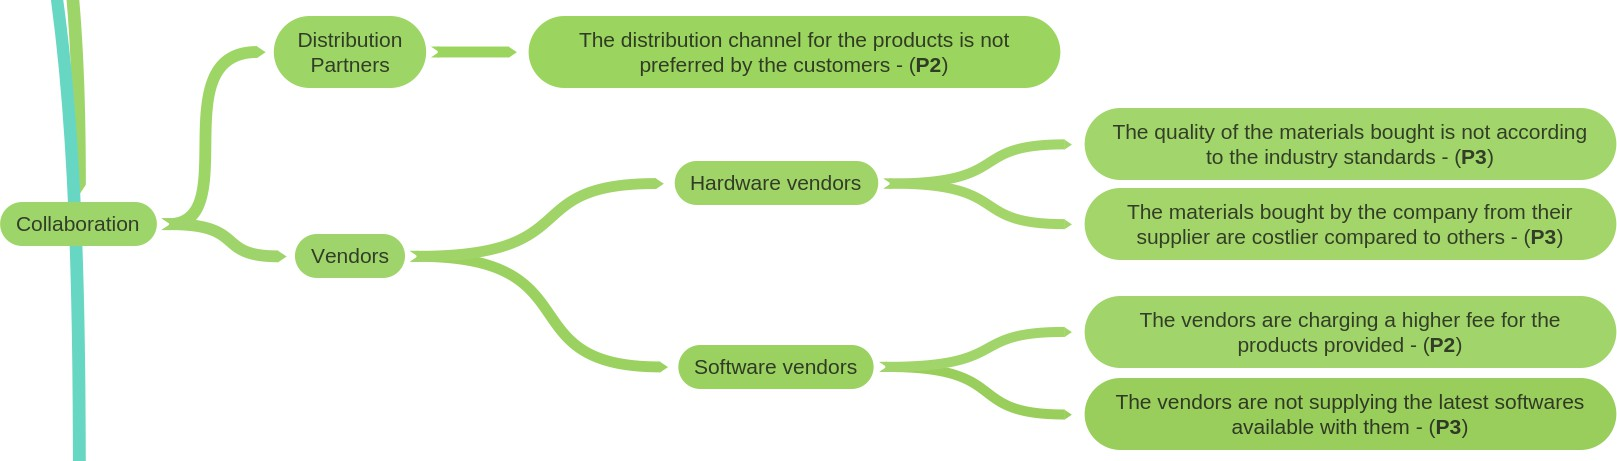 Distribution
Partners
The distribution channel for the products is not
preferred by the customers - (P2)
Collaboration
Vendors
Hardware vendors
The quality of the materials bought is not according
to the industry standards - (P3)
The materials bought by the company from their
supplier are costlier compared to others - (P3)
Software vendors
The vendors are charging a higher fee for the
products provided - (P2)
The vendors are not supplying the latest softwares
available with them - (P3)